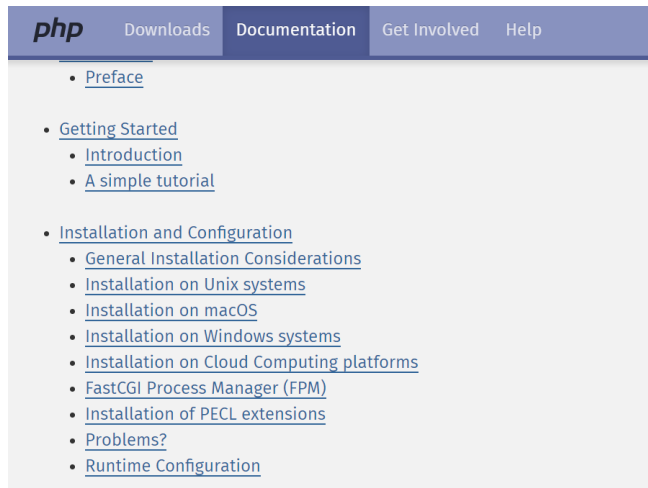 php Downloads Documentation Get Involved Help
Preface
Getting Started
Introduction
A simple tutorial
Installation and Configuration
General Installation Considerations
Installation on Unix systems
Installation on macOS
Installation on Windows systems
Installation on Cloud Computing platforms
FastCGI Process Manager (FPM)
Installation of PECL extensions
Problems?
Runtime Configuration